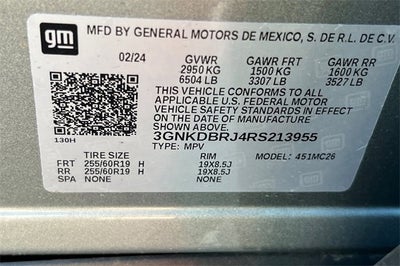 gm
MFD BY GENERAL MOTORS DE MEXICO, S. DE R.L. DE C.V.
02/24 GVWR GAWR FRT GAWR RR
2950 KG 1500 KG 1600 KG
6504 LB 3307 LB 3527 LB
THIS VEHICLE CONFORMS TO ALL
APPLICABLE U.S. FEDERAL MOTOR
VEHICLE SAFETY STANDARDS IN EFFECT
ON THE DATE OF MANUFACTURE SHOWN ABOVE.
3GNKDBRJ4RS213955
130H TYPE: MPV MODEL: 451MC26
TIRE SIZE RIM
FRT 255/60R19 H 19X8.5J
RR 255/60R19 H 19X8.5J
SPA NONE NONE